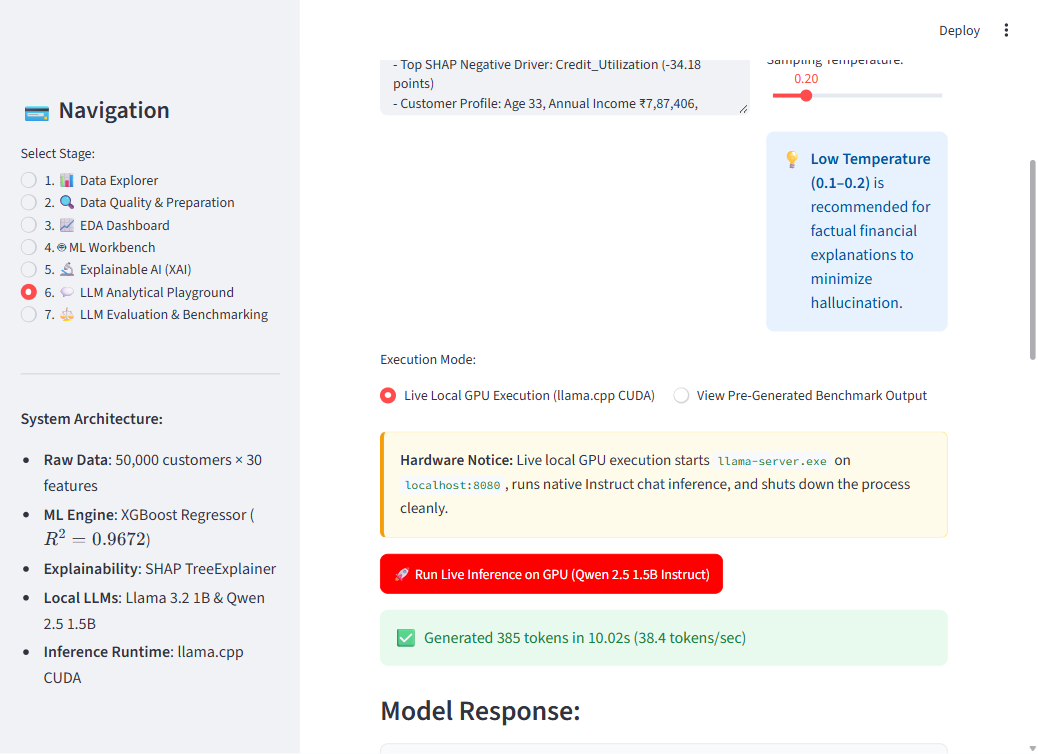 Deploy
Navigation
Select Stage:
1. Data Explorer
2. Data Quality & Preparation
3. EDA Dashboard
4. ML Workbench
5. Explainable AI (XAI)
6. LLM Analytical Playground
7. LLM Evaluation & Benchmarking
System Architecture:
Raw Data: 50,000 customers × 30
features
ML Engine: XGBoost Regressor (
R² = 0.9672)
Explainability: SHAP TreeExplainer
Local LLMs: Llama 3.2 1B & Qwen
2.5 1.5B
Inference Runtime: llama.cpp
CUDA
- Top SHAP Negative Driver: Credit_Utilization (-34.18
points)
- Customer Profile: Age 33, Annual Income ₹7,87,406,
Sampling Temperature:
0.20
Low Temperature
(0.1–0.2) is
recommended for
factual financial
explanations to
minimize
hallucination.
Execution Mode:
Live Local GPU Execution (llama.cpp CUDA)
View Pre-Generated Benchmark Output
Hardware Notice: Live local GPU execution starts llama-server.exe on
localhost:8080 , runs native Instruct chat inference, and shuts down the process
cleanly.
Run Live Inference on GPU (Qwen 2.5 1.5B Instruct)
Generated 385 tokens in 10.02s (38.4 tokens/sec)
Model Response: